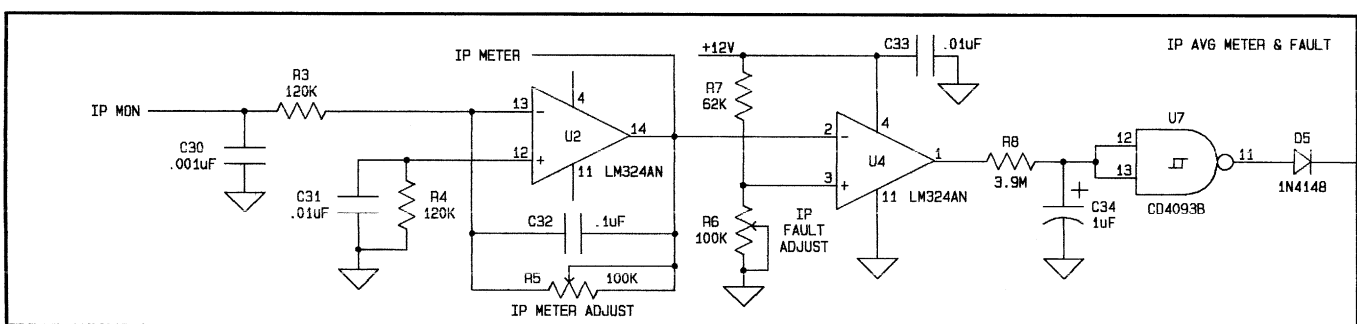 IP AVG METER & FAULT
IP METER
+12V
C33
.01uF
R3
120K
IP MON
C30
.001uF
13
-
4
U2
14
12
+
11
LM324AN
C31
.01uF
R4
120K
C32
.1uF
R5
100K
IP METER ADJUST
R7
62K
2
-
4
U4
1
3
+
11
LM324AN
R6
100K
IP
FAULT
ADJUST
R8
3.9M
+
C34
1uF
U7
12
13
11
CD4093B
D5
1N4148